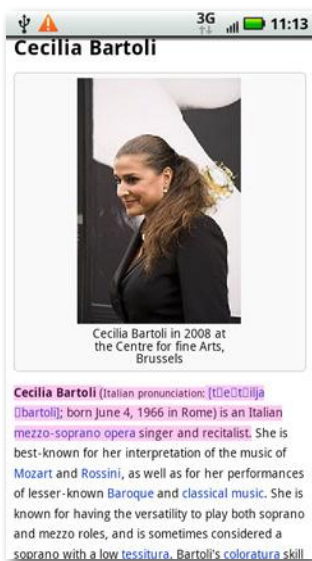 3G 11:13
Cecilia Bartoli
Cecilia Bartoli in 2008 at
the Centre for fine Arts,
Brussels
Cecilia Bartoli (Italian pronunciation: [t▯e▯t▯ilja
▯bartoli]; born June 4, 1966 in Rome) is an Italian
mezzo-soprano opera singer and recitalist. She is
best-known for her interpretation of the music of
Mozart and Rossini, as well as for her performances
of lesser-known Baroque and classical music. She is
known for having the versatility to play both soprano
and mezzo roles, and is sometimes considered a
soprano with a low tessitura. Bartoli's coloratura skill